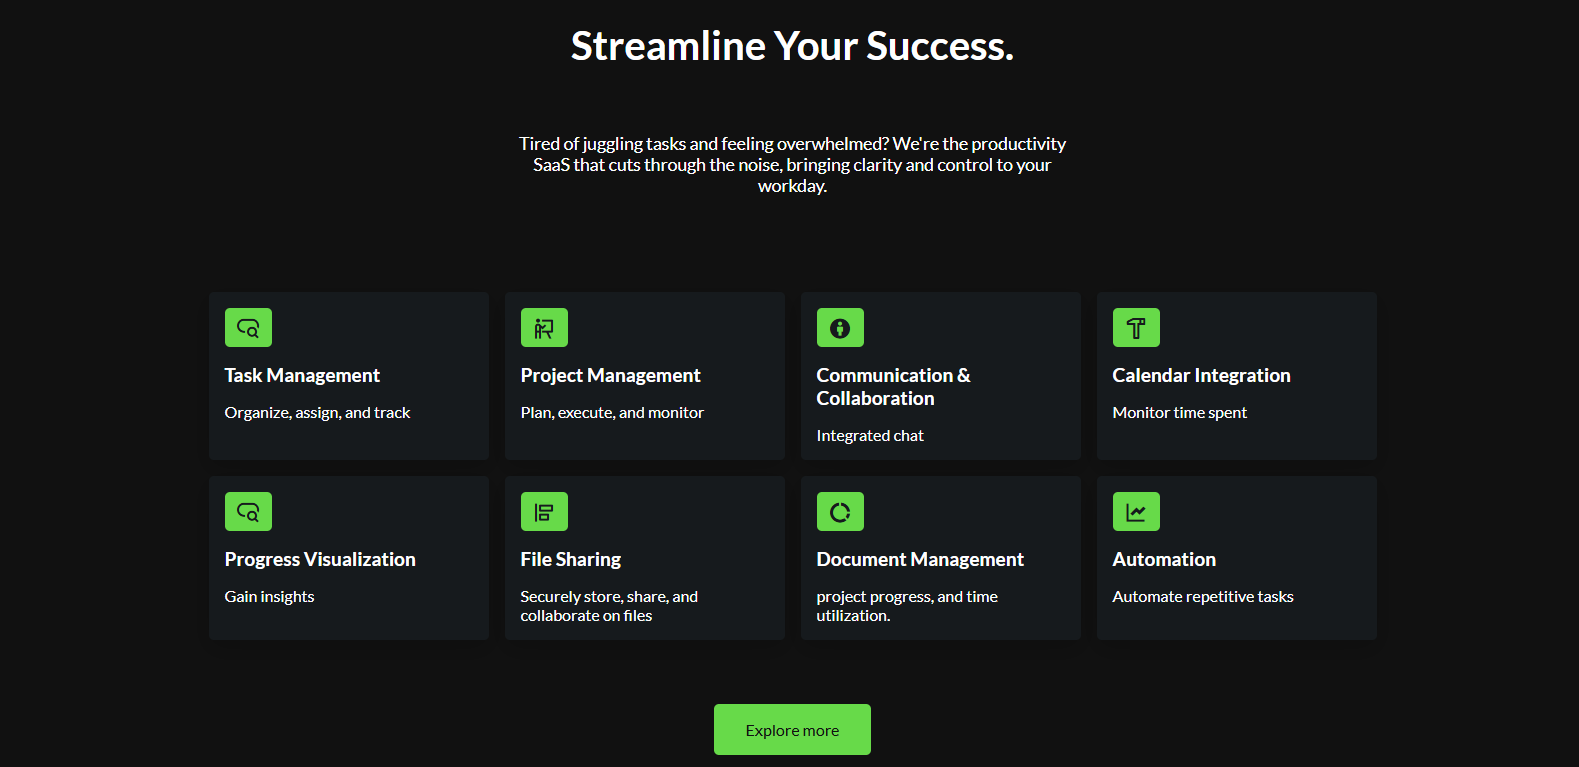 Streamline Your Success.
Tired of juggling tasks and feeling overwhelmed? We're the productivity
SaaS that cuts through the noise, bringing clarity and control to your
workday.
Task Management
Organize, assign, and track
Project Management
Plan, execute, and monitor
Communication &
Collaboration
Integrated chat
Calendar Integration
Monitor time spent
Progress Visualization
Gain insights
File Sharing
Securely store, share, and
collaborate on files
Document Management
project progress, and time
utilization.
Automation
Automate repetitive tasks
Explore more